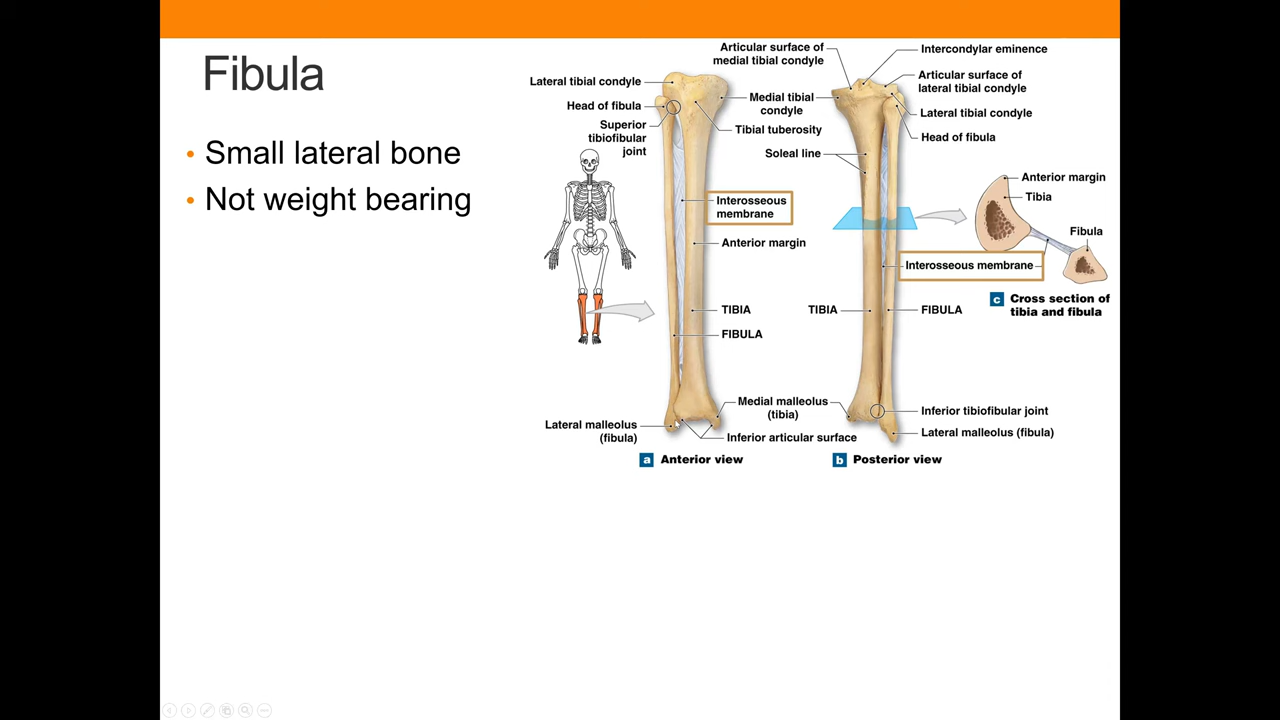 Fibula
• Small lateral bone
• Not weight bearing
Articular surface of
medial tibial condyle
Lateral tibial condyle
Head of fibula
Superior
tibiofibular
joint
Medial tibial
condyle
Tibial tuberosity
Interosseous
membrane
Anterior margin
TIBIA
FIBULA
Medial malleolus
(tibia)
Lateral malleolus
(fibula)
Inferior articular surface
a Anterior view
Intercondylar eminence
Articular surface of
lateral tibial condyle
Lateral tibial condyle
Head of fibula
Soleal line
Interosseous membrane
TIBIA
FIBULA
Inferior tibiofibular joint
Lateral malleolus (fibula)
b Posterior view
Anterior margin
Tibia
Fibula
c Cross section of
tibia and fibula